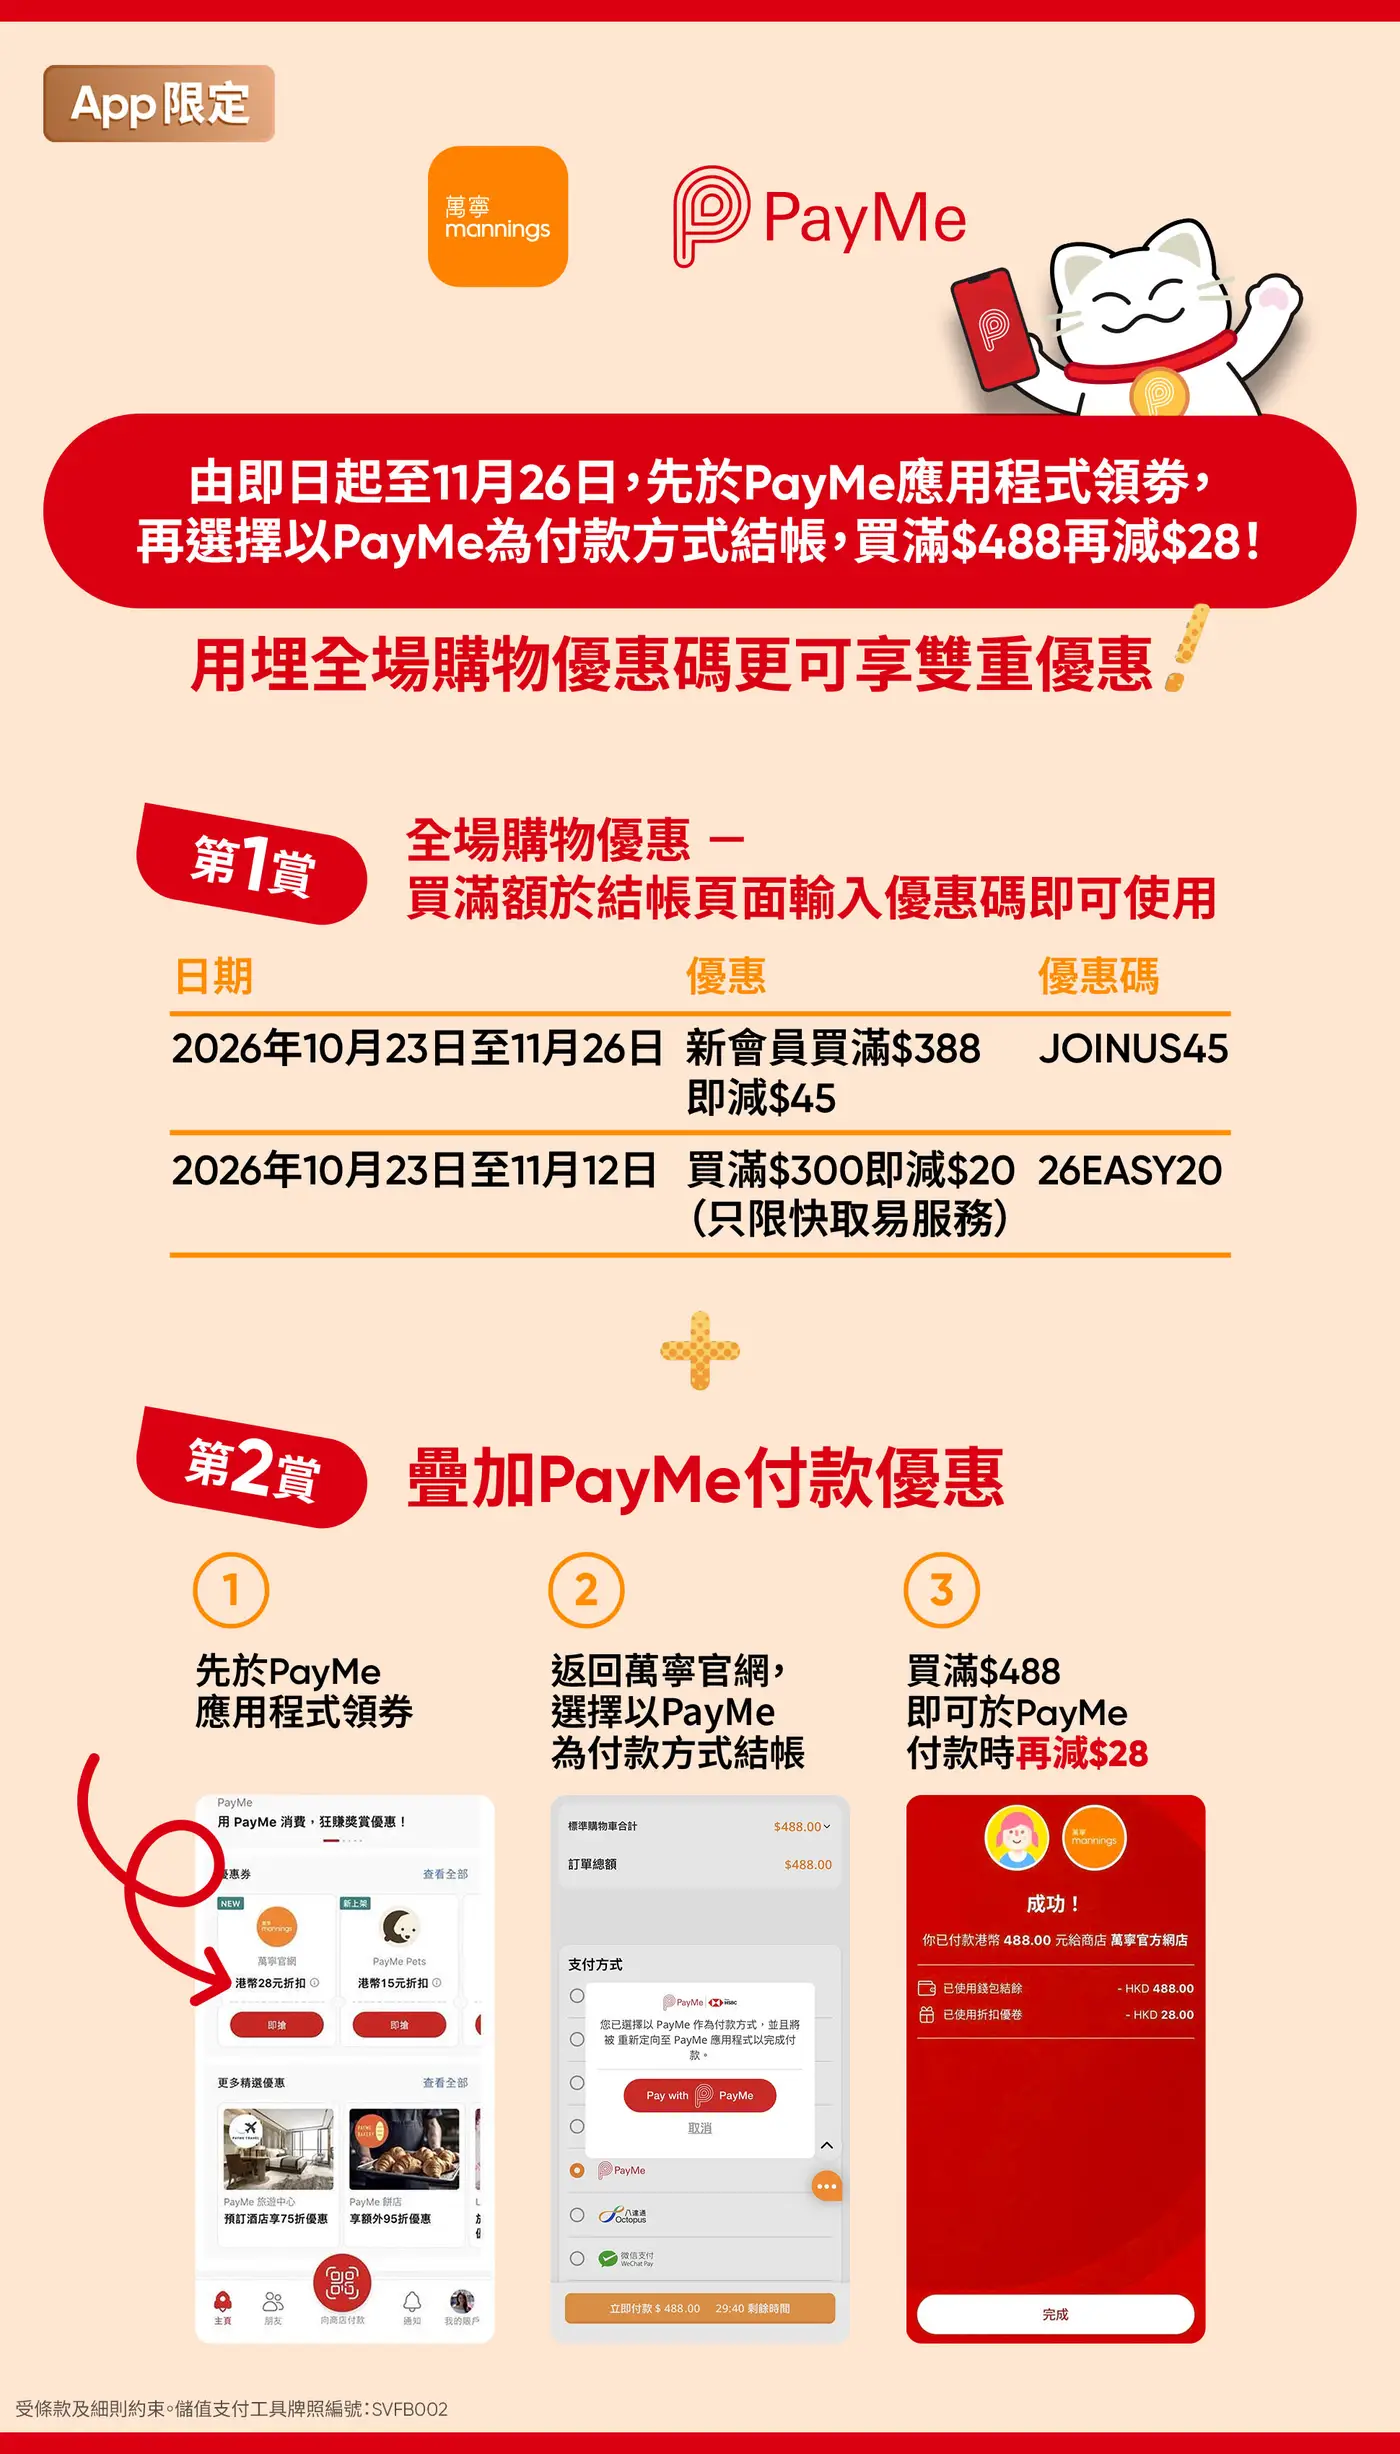 App限定
萬寧
mannings
PayMe
由即日起至11月26日，先於PayMe應用程式領券，
再選擇以PayMe為付款方式結帳，買滿$488再減$28！
用埋全場購物優惠碼更可享雙重優惠！
第1賞
全場購物優惠 —
買滿額於結帳頁面輸入優惠碼即可使用
日期 優惠 優惠碼
2026年10月23日至11月26日 新會員買滿$388 JOINUS45
即減$45
2026年10月23日至11月12日 買滿$300即減$20 26EASY20
（只限快取易服務）
+
第2賞
疊加PayMe付款優惠
1
先於PayMe
應用程式領券
2
返回萬寧官網，
選擇以PayMe
為付款方式結帳
3
買滿$488
即可於PayMe
付款時再減$28
PayMe
用 PayMe 消費，狂賺獎賞優惠！
優惠券 查看全部
NEW 新上架
萬寧
mannings
萬寧官網 PayMe Pets
港幣28元折扣 港幣15元折扣
即搶 即搶
更多精選優惠 查看全部
PAYME TRAVEL
PAYME BAKERY
PayMe 旅遊中心 PayMe 餅店
預訂酒店享75折優惠 享額外95折優惠
主頁 朋友 向商店付款 通知 我的賬戶
標準購物車合計 $488.00
訂單總額 $488.00
支付方式
PayMe HSBC
您已選擇以 PayMe 作為付款方式，並且將
被 重新定向至 PayMe 應用程式以完成付
款。
Pay with PayMe
取消
PayMe
八達通
Octopus
微信支付
WeChat Pay
立即付款 $ 488.00 29:40 剩餘時間
萬寧
mannings
成功！
你已付款港幣 488.00 元給商店 萬寧官方網店
已使用錢包結餘 - HKD 488.00
已使用折扣優卷 - HKD 28.00
完成
受條款及細則約束。儲值支付工具牌照編號：SVFB002